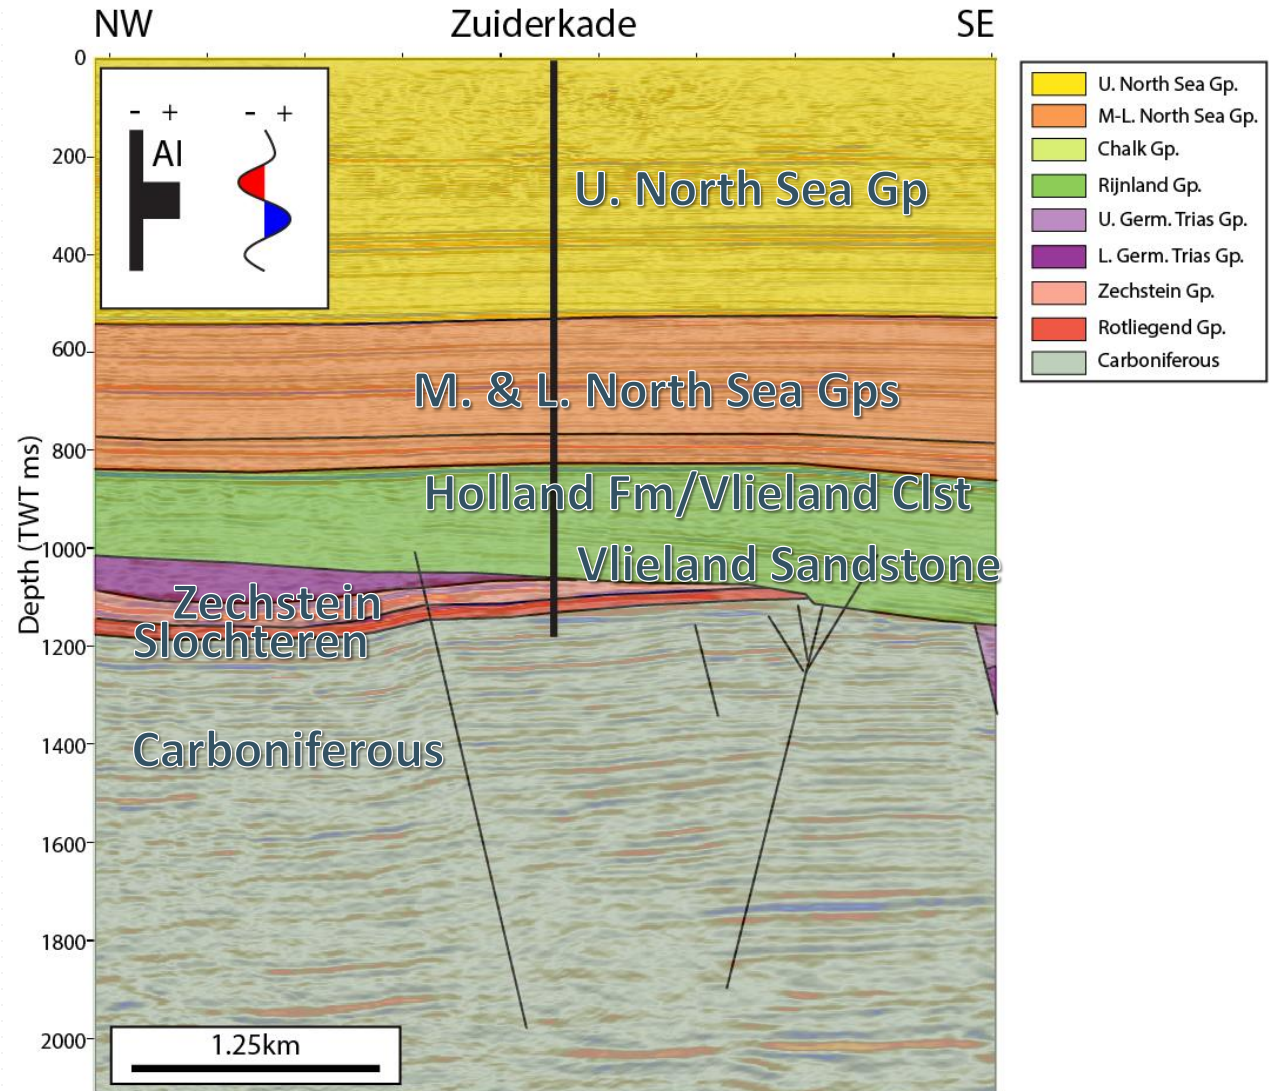 NW Zuiderkade SE
0
200
400
600
800
1000
1200
1400
1600
1800
2000
Depth (TWT ms)
- + - +
AI
U. North Sea Gp
M. & L. North Sea Gps
Holland Fm/Vlieland Clst
Vlieland Sandstone
Zechstein
Slochteren
Carboniferous
1.25km
U. North Sea Gp.
M-L. North Sea Gp.
Chalk Gp.
Rijnland Gp.
U. Germ. Trias Gp.
L. Germ. Trias Gp.
Zechstein Gp.
Rotliegend Gp.
Carboniferous